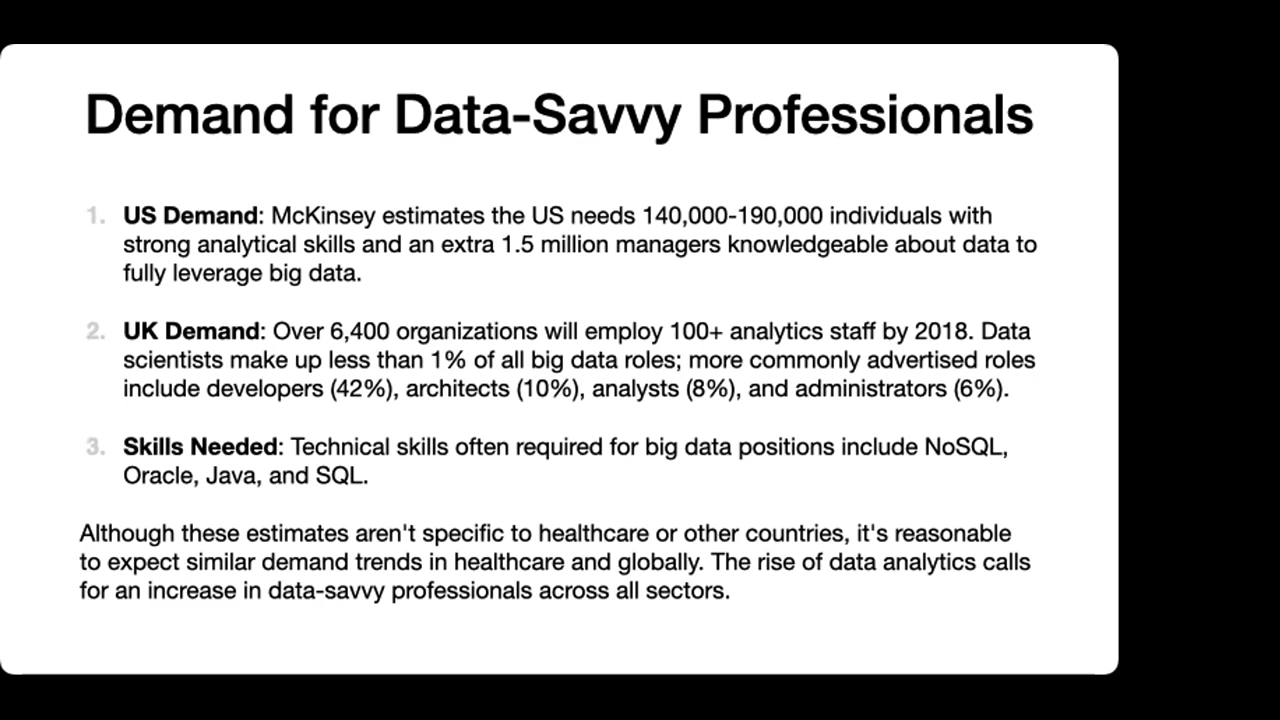 Demand for Data-Savvy Professionals
1. US Demand: McKinsey estimates the US needs 140,000-190,000 individuals with
strong analytical skills and an extra 1.5 million managers knowledgeable about data to
fully leverage big data.
2. UK Demand: Over 6,400 organizations will employ 100+ analytics staff by 2018. Data
scientists make up less than 1% of all big data roles; more commonly advertised roles
include developers (42%), architects (10%), analysts (8%), and administrators (6%).
3. Skills Needed: Technical skills often required for big data positions include NoSQL,
Oracle, Java, and SQL.
Although these estimates aren't specific to healthcare or other countries, it's reasonable
to expect similar demand trends in healthcare and globally. The rise of data analytics calls
for an increase in data-savvy professionals across all sectors.